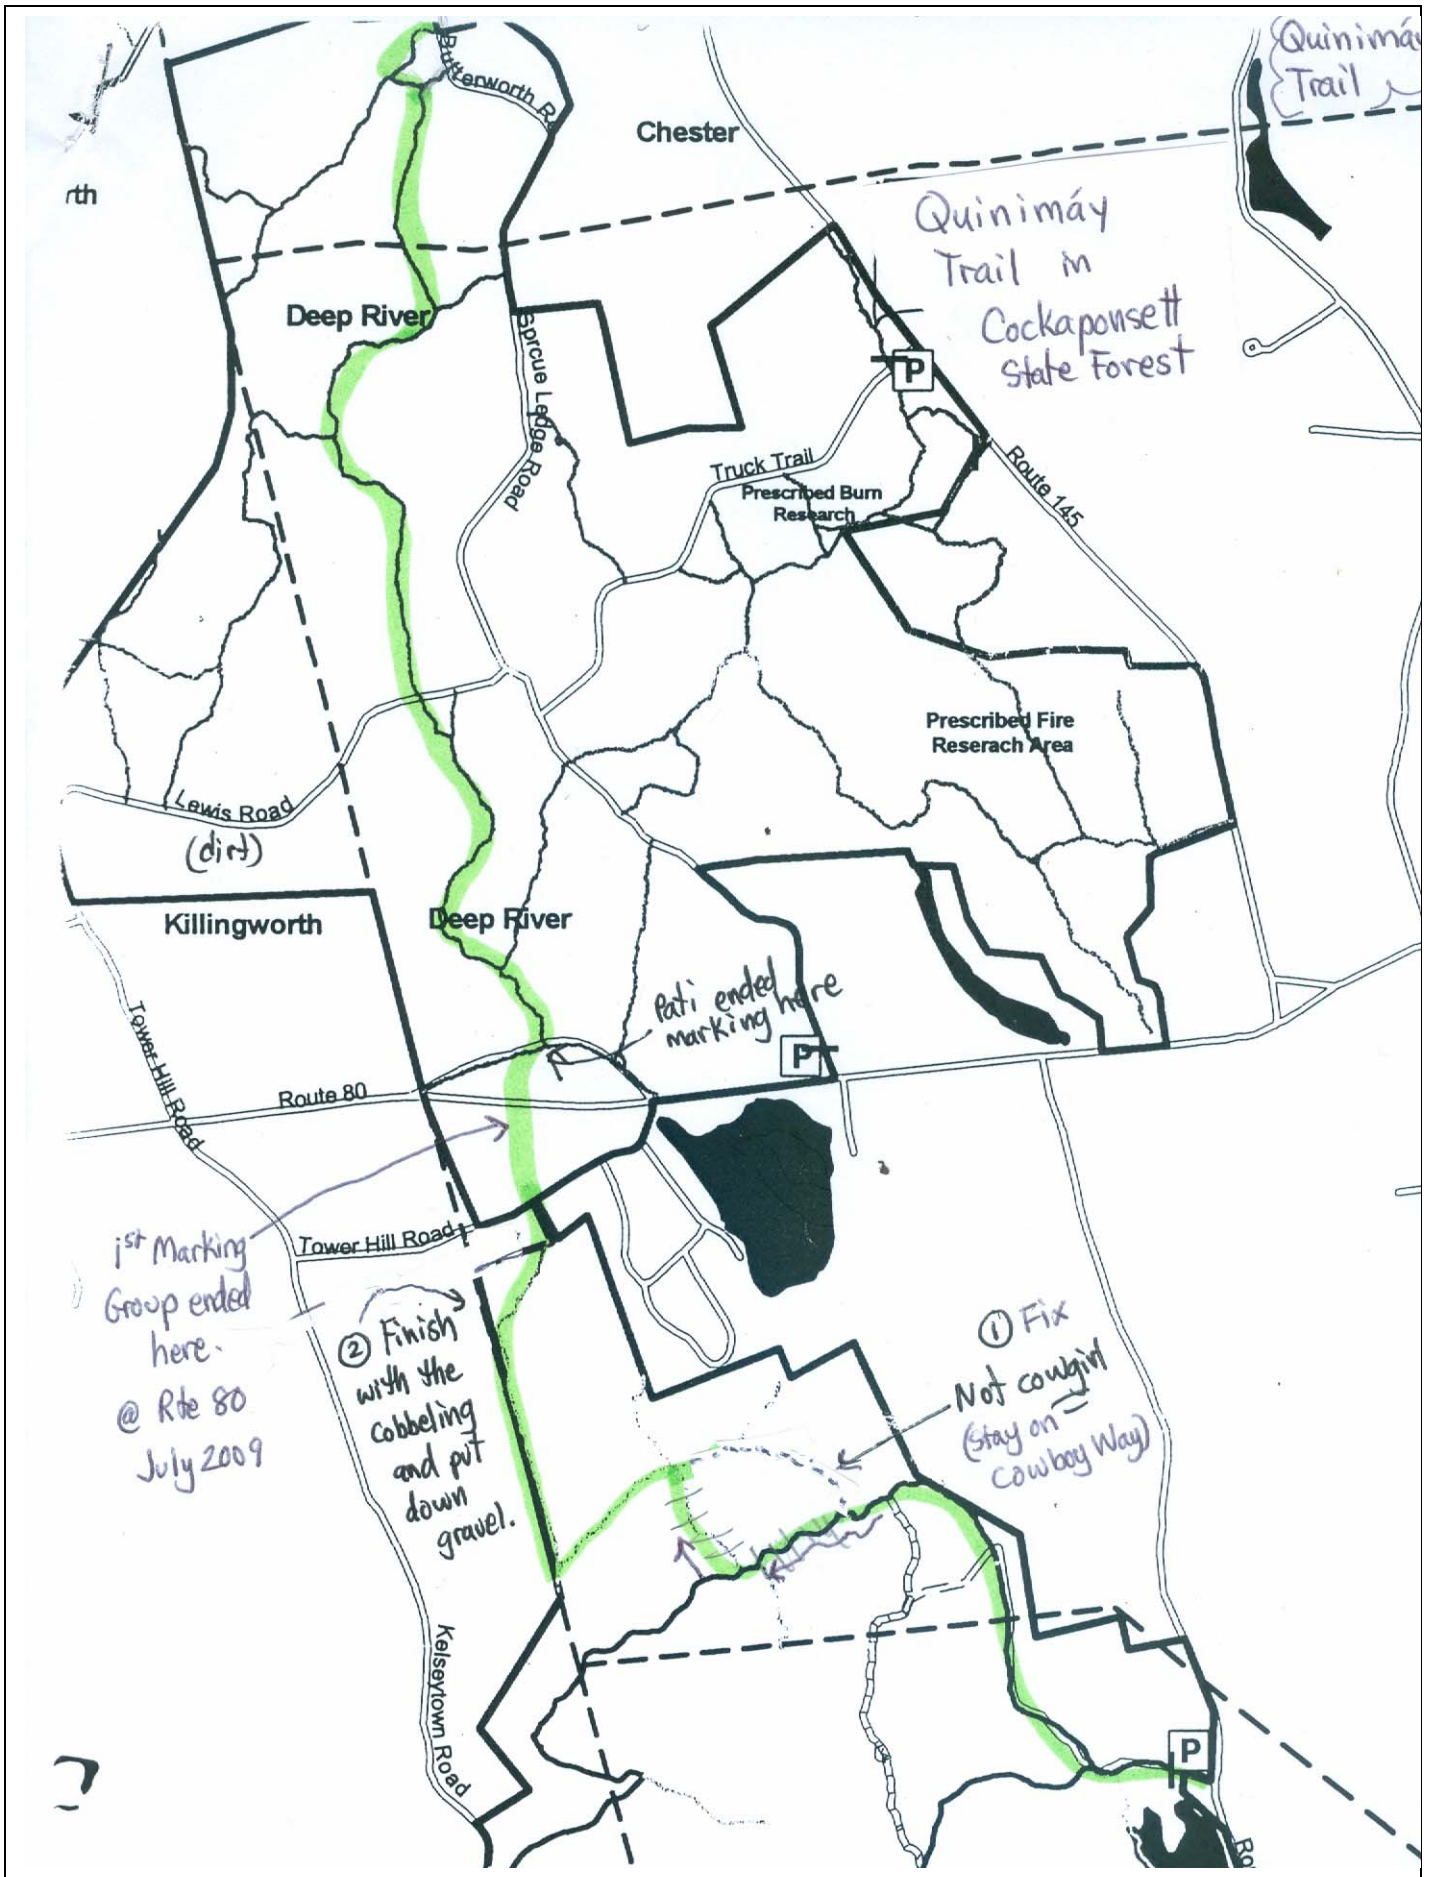 Quinimáy
Trail
Butterworth R
Chester
rth
Quinimáy
Trail in
Cockaponsett
State Forest
Deep River
Sprcue Ledge Road
P
Route 145
Truck Trail
Prescribed Burn
Research
Prescribed Fire
Reserach Area
Lewis Road
(dirt)
Killingworth
Deep River
Pati ended
marking here
P
Tower Hill Road
Route 80
1st Marking
Group ended
here.
@ Rte 80
July 2009
Tower Hill Road
② Finish
with the
cobbeling
and put
down
gravel.
① Fix
Not cowgirl
(stay on
Cowboy Way)
Kelseytown Road
P
Ro